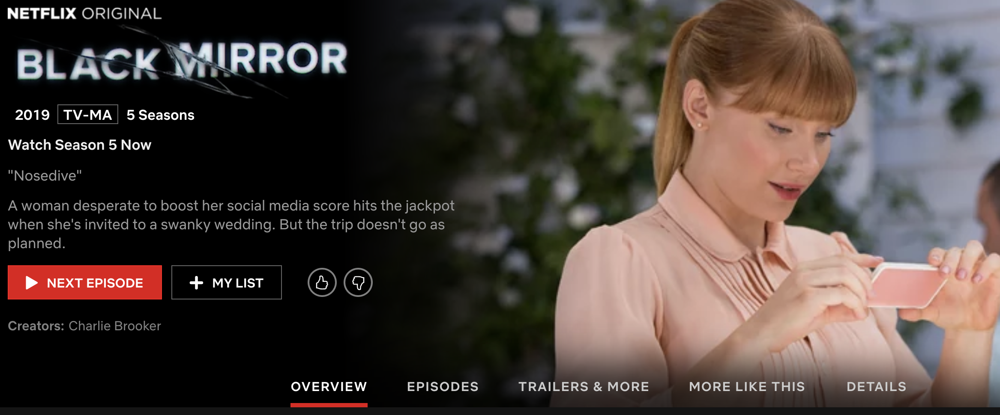 NETFLIX ORIGINAL
BLACK MIRROR
2019 TV-MA 5 Seasons
Watch Season 5 Now
"Nosedive"
A woman desperate to boost her social media score hits the jackpot
when she's invited to a swanky wedding. But the trip doesn't go as
planned.
NEXT EPISODE MY LIST
Creators: Charlie Brooker
OVERVIEW EPISODES TRAILERS & MORE MORE LIKE THIS DETAILS